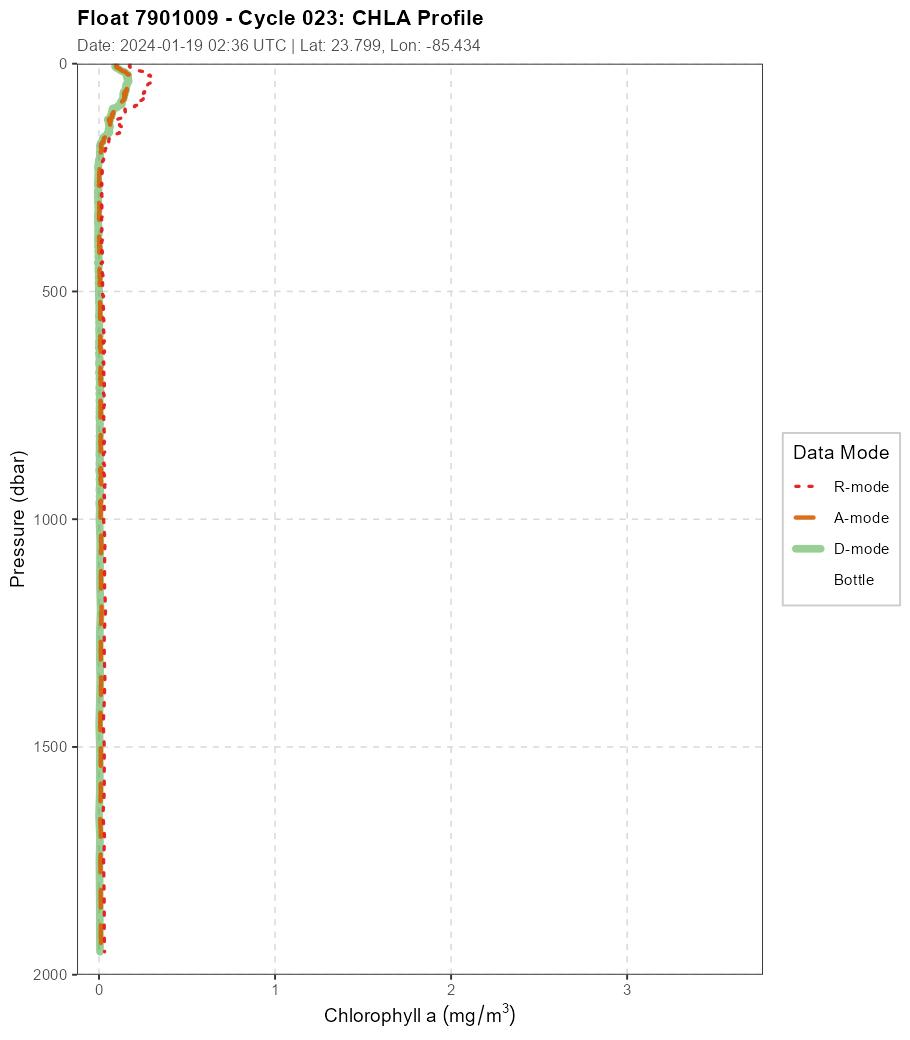 Float 7901009 - Cycle 023: CHLA Profile
Date: 2024-01-19 02:36 UTC | Lat: 23.799, Lon: -85.434
0
500
1000
1500
2000
Pressure (dbar)
0 1 2 3
Chlorophyll a (mg/m³)
Data Mode
R-mode
A-mode
D-mode
Bottle